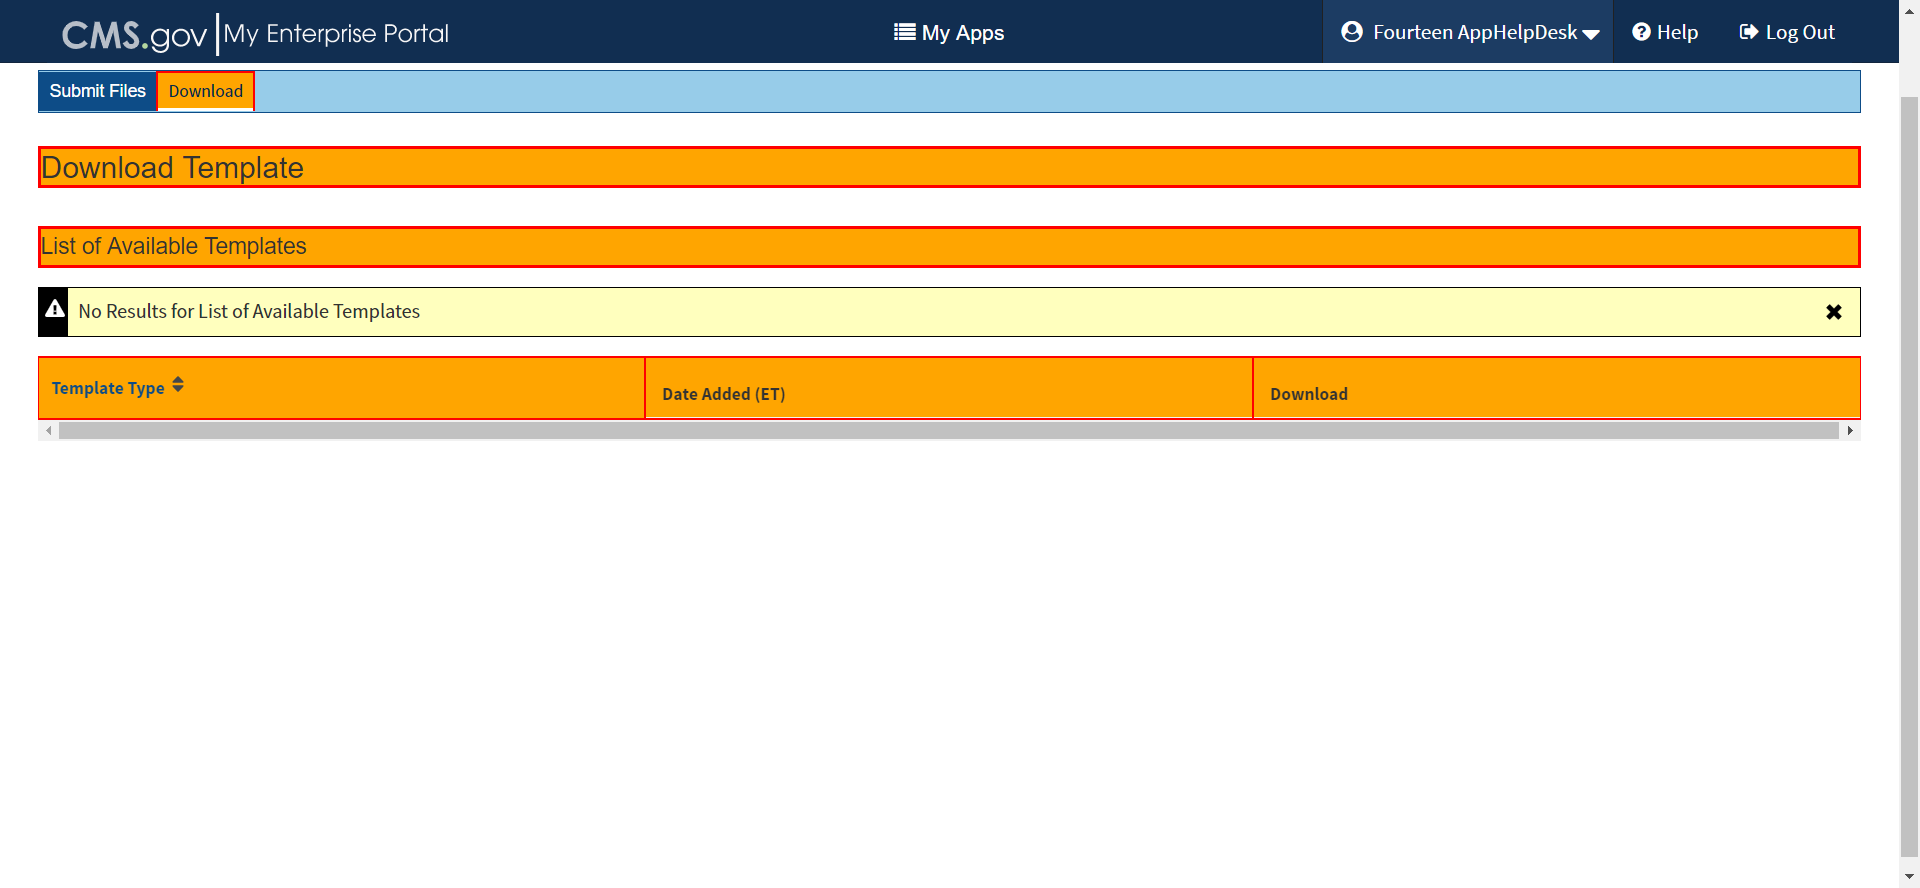 CMS.gov My Enterprise Portal My Apps Fourteen AppHelpDesk Help Log Out
Submit Files Download
Download Template
List of Available Templates
No Results for List of Available Templates
Template Type Date Added (ET) Download